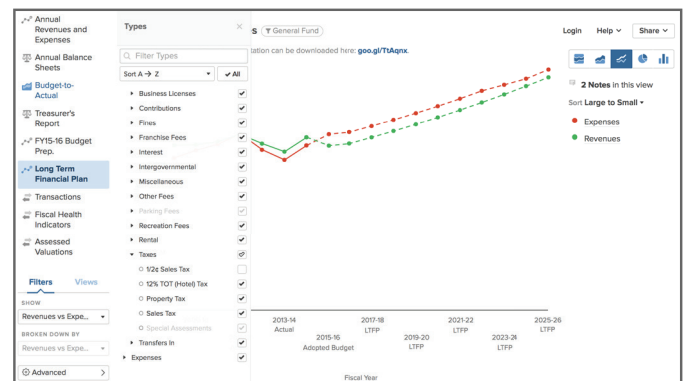 Annual
Revenues and
Expenses
Annual Balance
Sheets
Budget-to-
Actual
Treasurer's
Report
FY15-16 Budget
Prep.
Long Term
Financial Plan
Transactions
Fiscal Health
Indicators
Assessed
Valuations
Filters Views
SHOW
Revenues vs Expe...
BROKEN DOWN BY
Revenues vs Expe...
Advanced
Types
Filter Types
Sort A → Z
All
Business Licenses
Contributions
Fines
Franchise Fees
Interest
Intergovernmental
Miscellaneous
Other Fees
Parking Fees
Recreation Fees
Rental
Taxes
1/2¢ Sales Tax
12% TOT (Hotel) Tax
Property Tax
Sales Tax
Special Assessments
Transfers In
Expenses
s General Fund
lation can be downloaded here: goo.gl/TtAqnx.
Login Help Share
2 Notes in this view
Sort Large to Small
Expenses
Revenues
2013-14 2017-18 2021-22 2025-26
Actual LTFP LTFP LTFP
2015-16 2019-20 2023-24
Adopted Budget LTFP LTFP
Fiscal Year